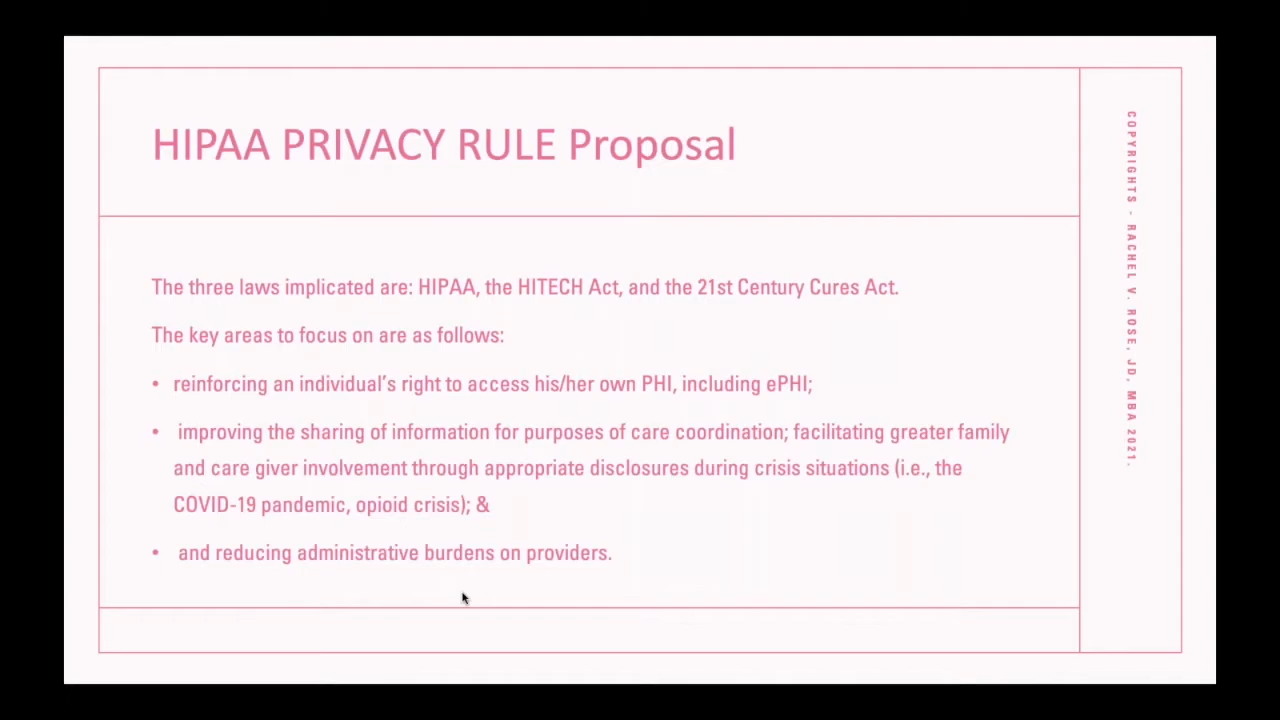 HIPAA PRIVACY RULE Proposal
The three laws implicated are: HIPAA, the HITECH Act, and the 21st Century Cures Act.
The key areas to focus on are as follows:
• reinforcing an individual’s right to access his/her own PHI, including ePHI;
• improving the sharing of information for purposes of care coordination; facilitating greater family
and care giver involvement through appropriate disclosures during crisis situations (i.e., the
COVID-19 pandemic, opioid crisis); &
• and reducing administrative burdens on providers.
COPYRIGHTS - RACHEL V. ROSE, JD, MBA 2021.